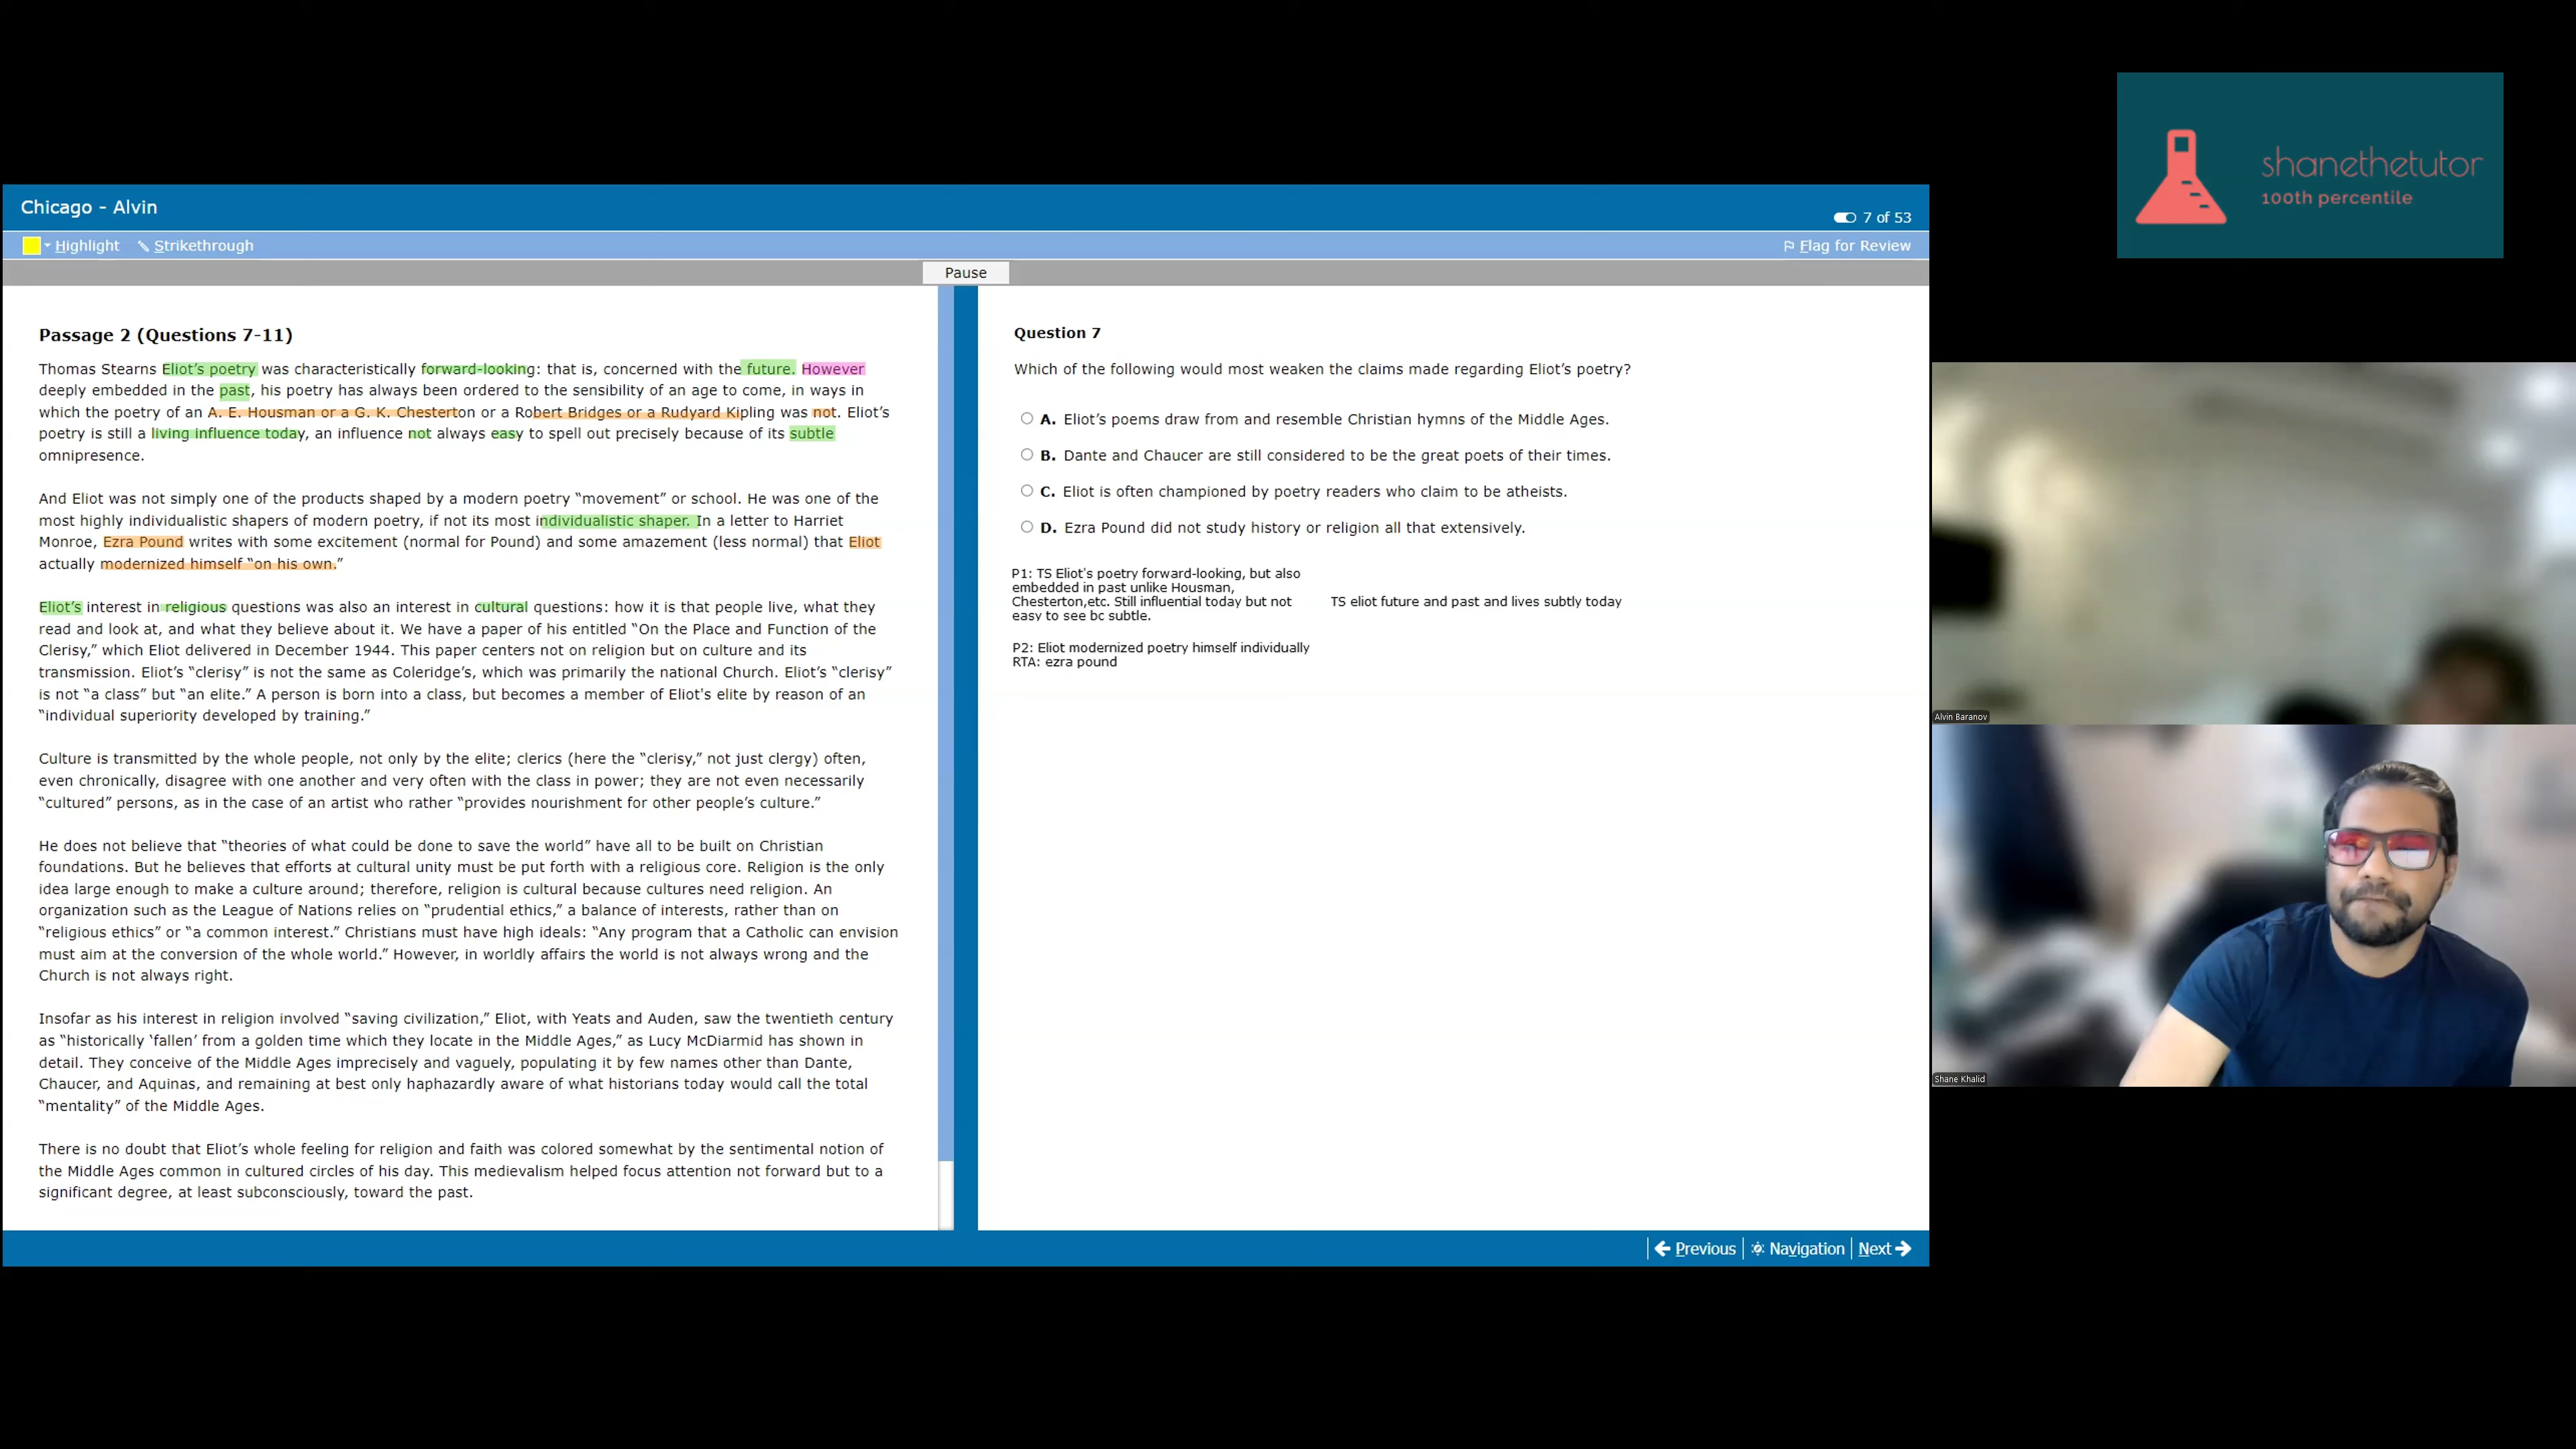 shanethetutor
100th percentile
Chicago - Alvin
7 of 53
Highlight Strikethrough
Flag for Review
Pause
Passage 2 (Questions 7-11)
Thomas Stearns Eliot’s poetry was characteristically forward-looking: that is, concerned with the future. However
deeply embedded in the past, his poetry has always been ordered to the sensibility of an age to come, in ways in
which the poetry of an A. E. Housman or a G. K. Chesterton or a Robert Bridges or a Rudyard Kipling was not. Eliot’s
poetry is still a living influence today, an influence not always easy to spell out precisely because of its subtle
omnipresence.
And Eliot was not simply one of the products shaped by a modern poetry “movement” or school. He was one of the
most highly individualistic shapers of modern poetry, if not its most individualistic shaper. In a letter to Harriet
Monroe, Ezra Pound writes with some excitement (normal for Pound) and some amazement (less normal) that Eliot
actually modernized himself “on his own.”
Eliot’s interest in religious questions was also an interest in cultural questions: how it is that people live, what they
read and look at, and what they believe about it. We have a paper of his entitled “On the Place and Function of the
Clerisy,” which Eliot delivered in December 1944. This paper centers not on religion but on culture and its
transmission. Eliot’s “clerisy” is not the same as Coleridge’s, which was primarily the national Church. Eliot’s “clerisy”
is not “a class” but “an elite.” A person is born into a class, but becomes a member of Eliot's elite by reason of an
“individual superiority developed by training.”
Culture is transmitted by the whole people, not only by the elite; clerics (here the “clerisy,” not just clergy) often,
even chronically, disagree with one another and very often with the class in power; they are not even necessarily
“cultured” persons, as in the case of an artist who rather “provides nourishment for other people’s culture.”
He does not believe that “theories of what could be done to save the world” have all to be built on Christian
foundations. But he believes that efforts at cultural unity must be put forth with a religious core. Religion is the only
idea large enough to make a culture around; therefore, religion is cultural because cultures need religion. An
organization such as the League of Nations relies on “prudential ethics,” a balance of interests, rather than on
“religious ethics” or “a common interest.” Christians must have high ideals: “Any program that a Catholic can envision
must aim at the conversion of the whole world.” However, in worldly affairs the world is not always wrong and the
Church is not always right.
Insofar as his interest in religion involved “saving civilization,” Eliot, with Yeats and Auden, saw the twentieth century
as “historically ‘fallen’ from a golden time which they locate in the Middle Ages,” as Lucy McDiarmid has shown in
detail. They conceive of the Middle Ages imprecisely and vaguely, populating it by few names other than Dante,
Chaucer, and Aquinas, and remaining at best only haphazardly aware of what historians today would call the total
“mentality” of the Middle Ages.
There is no doubt that Eliot’s whole feeling for religion and faith was colored somewhat by the sentimental notion of
the Middle Ages common in cultured circles of his day. This medievalism helped focus attention not forward but to a
significant degree, at least subconsciously, toward the past.
Question 7
Which of the following would most weaken the claims made regarding Eliot’s poetry?
A. Eliot’s poems draw from and resemble Christian hymns of the Middle Ages.
B. Dante and Chaucer are still considered to be the great poets of their times.
C. Eliot is often championed by poetry readers who claim to be atheists.
D. Ezra Pound did not study history or religion all that extensively.
P1: TS Eliot's poetry forward-looking, but also
embedded in past unlike Housman,
Chesterton,etc. Still influential today but not
easy to see bc subtle.
TS eliot future and past and lives subtly today
P2: Eliot modernized poetry himself individually
RTA: ezra pound
Previous Navigation Next
Alvin Baranov
Shane Khalid